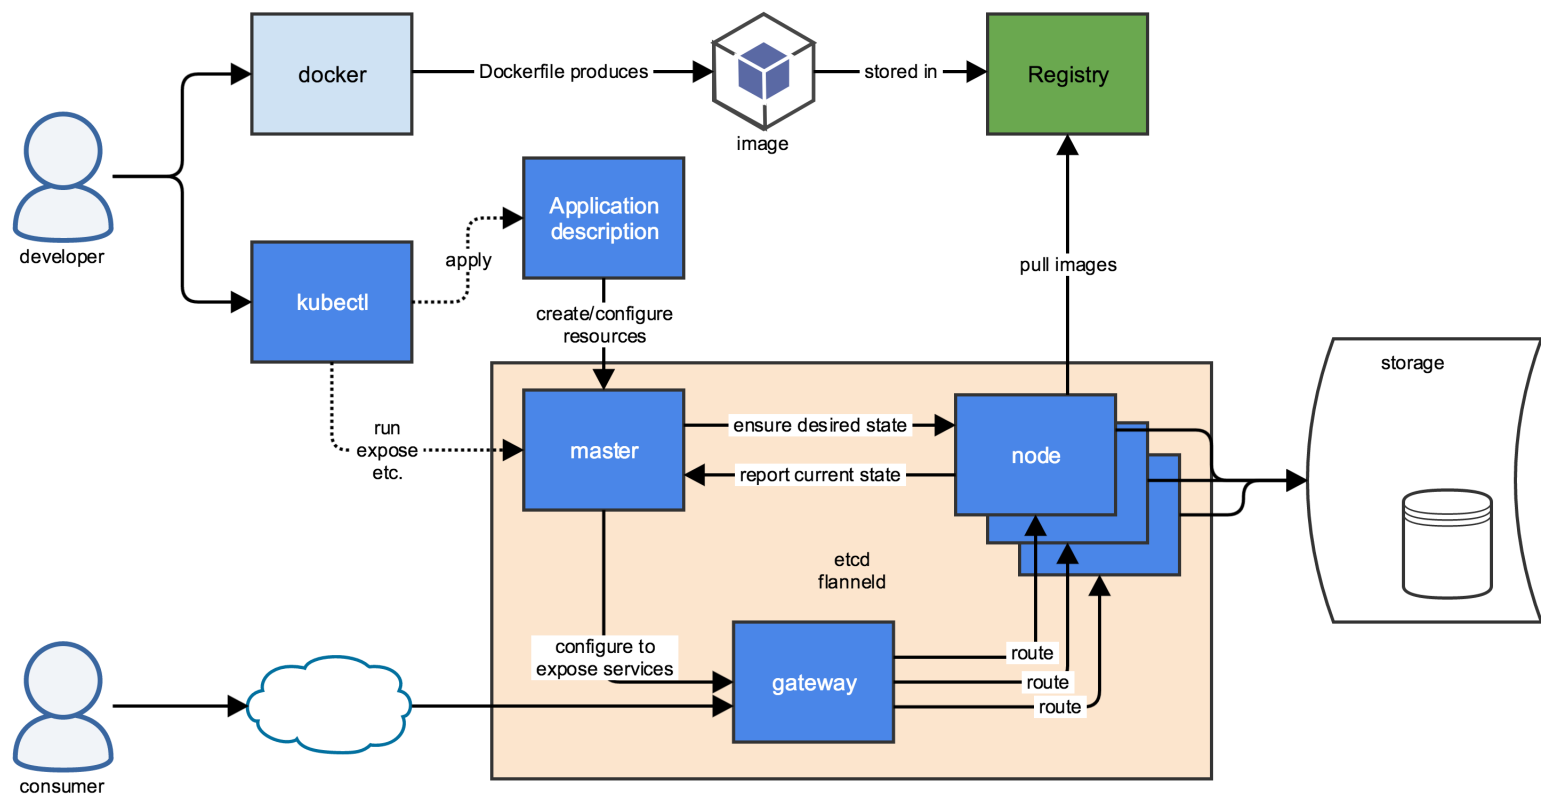 docker
Dockerfile produces
stored in
Registry
image
developer
Application
description
apply
kubectl
pull images
create/configure
resources
storage
run
expose
etc.
master
ensure desired state
report current state
node
etcd
flanneld
configure to
expose services
gateway
route
route
route
consumer